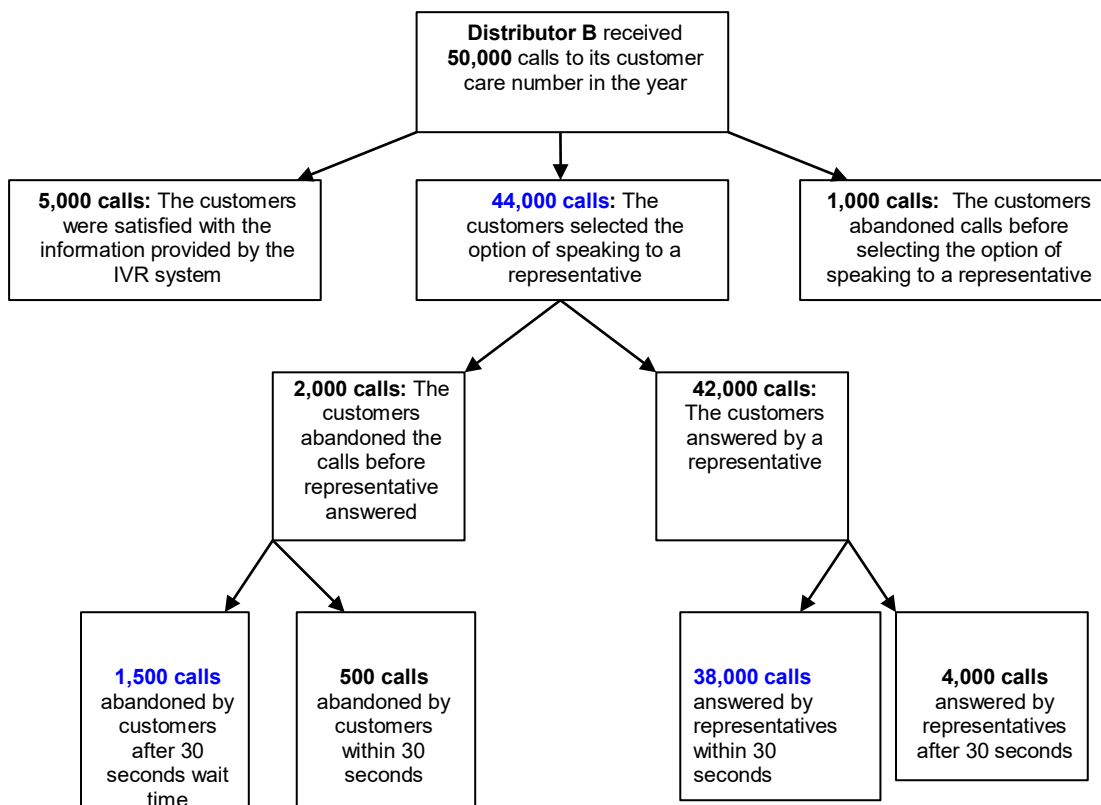 Distributor B received
50,000 calls to its customer
care number in the year
5,000 calls: The customers
were satisfied with the
information provided by the
IVR system
44,000 calls: The
customers selected the
option of speaking to a
representative
1,000 calls: The customers
abandoned calls before
selecting the option of
speaking to a representative
2,000 calls: The
customers
abandoned the
calls before
representative
answered
42,000 calls:
The customers
answered by a
representative
1,500 calls
abandoned by
customers
after 30
seconds wait
time
500 calls
abandoned by
customers
within 30
seconds
38,000 calls
answered by
representatives
within 30
seconds
4,000 calls
answered by
representatives
after 30 seconds